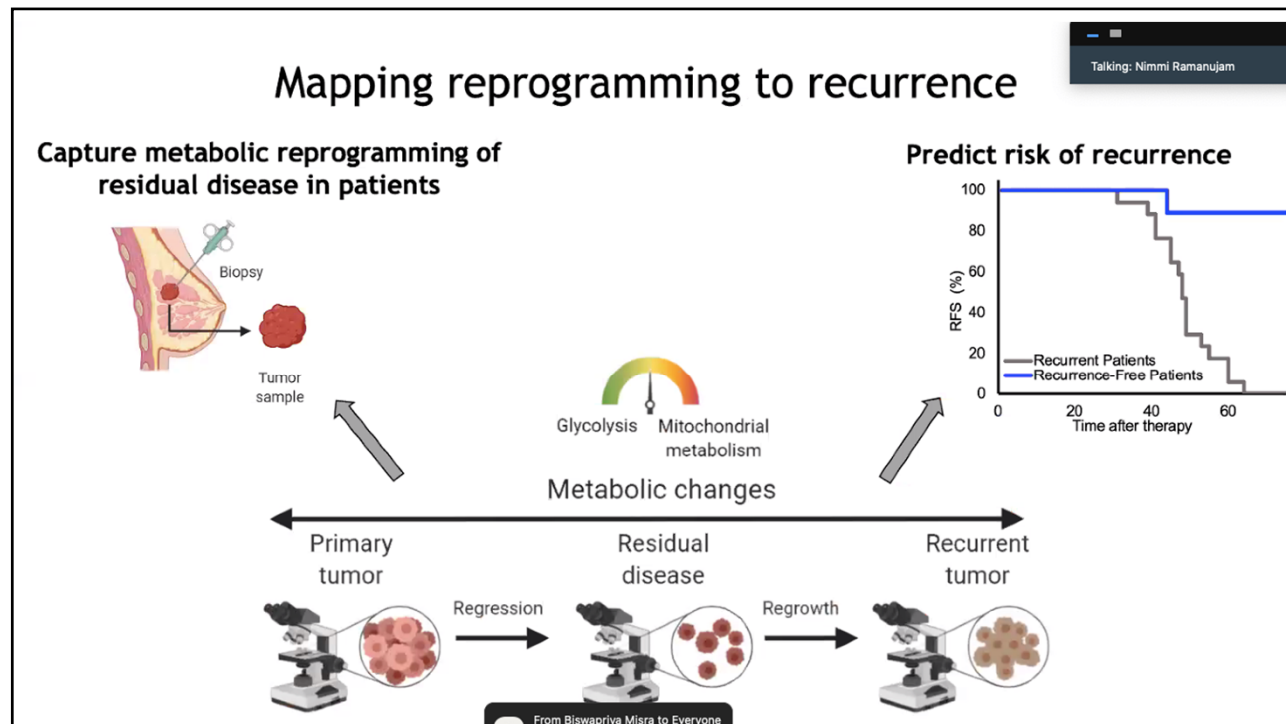 Talking: Nimmi Ramanujam
Mapping reprogramming to recurrence
Capture metabolic reprogramming of
residual disease in patients
Biopsy
Tumor
sample
Predict risk of recurrence
100
80
60
40
20
0
RFS (%)
Recurrent Patients
Recurrence-Free Patients
0 20 40 60
Time after therapy
Glycolysis
Mitochondrial
metabolism
Metabolic changes
Primary
tumor
Residual
disease
Recurrent
tumor
Regression
Regrowth
From Biswapriya Misra to Everyone